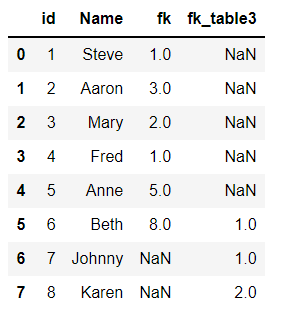 id Name fk fk_table3
0 1 Steve 1.0 NaN
1 2 Aaron 3.0 NaN
2 3 Mary 2.0 NaN
3 4 Fred 1.0 NaN
4 5 Anne 5.0 NaN
5 6 Beth 8.0 1.0
6 7 Johnny NaN 1.0
7 8 Karen NaN 2.0